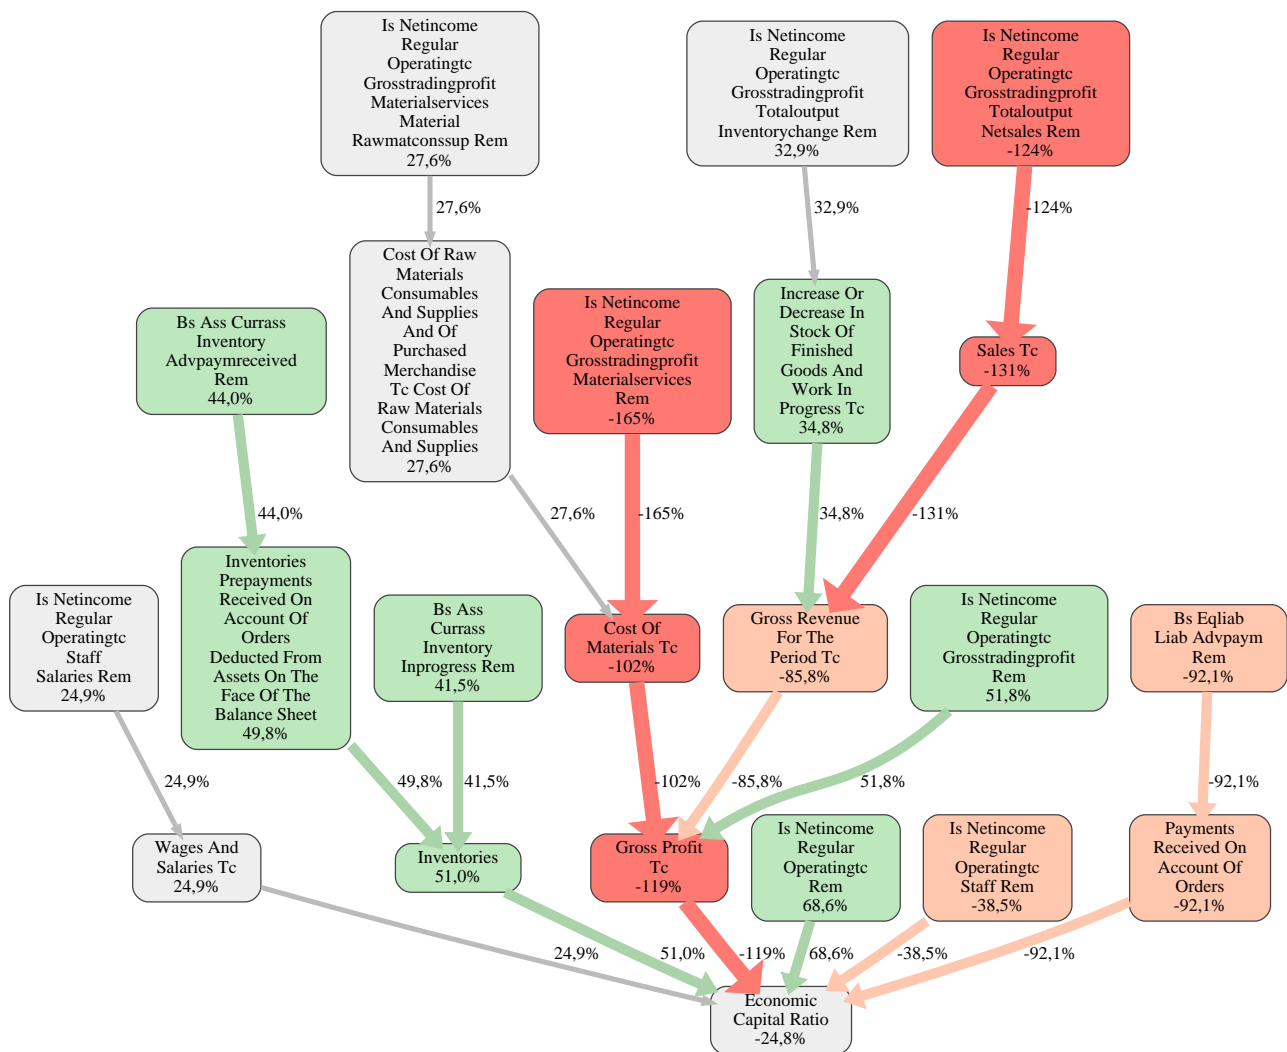 Is Netincome
Regular
Operatingtc
Grosstradingprofit
Materialservices
Material
Rawmatconssup Rem
27,6%
Is Netincome
Regular
Operatingtc
Grosstradingprofit
Totaloutput
Inventorychange Rem
32,9%
Is Netincome
Regular
Operatingtc
Grosstradingprofit
Totaloutput
Netsales Rem
-124%
27,6%
32,9%
-124%
Cost Of Raw
Materials
Consumables
And Supplies
And Of
Purchased
Merchandise
Tc Cost Of
Raw Materials
Consumables
And Supplies
27,6%
Bs Ass Currass
Inventory
Advpaymreceived
Rem
44,0%
Is Netincome
Regular
Operatingtc
Grosstradingprofit
Materialservices
Rem
-165%
Increase Or
Decrease In
Stock Of
Finished
Goods And
Work In
Progress Tc
34,8%
Sales Tc
-131%
44,0%
27,6%
-165%
34,8%
-131%
Is Netincome
Regular
Operatingtc
Staff
Salaries Rem
24,9%
Inventories
Prepayments
Received On
Account Of
Orders
Deducted From
Assets On The
Face Of The
Balance Sheet
49,8%
Bs Ass
Currass
Inventory
Inprogress Rem
41,5%
Cost Of
Materials Tc
-102%
Gross Revenue
For The
Period Tc
-85,8%
Is Netincome
Regular
Operatingtc
Grosstradingprofit
Rem
51,8%
Bs Eqliab
Liab Advpaym
Rem
-92,1%
24,9%
49,8%
41,5%
-102%
-85,8%
51,8%
-92,1%
Wages And
Salaries Tc
24,9%
Inventories
51,0%
Gross Profit
Tc
-119%
Is Netincome
Regular
Operatingtc
Rem
68,6%
Is Netincome
Regular
Operatingtc
Staff Rem
-38,5%
Payments
Received On
Account Of
Orders
-92,1%
24,9%
51,0%
-119%
68,6%
-38,5%
-92,1%
Economic
Capital Ratio
-24,8%